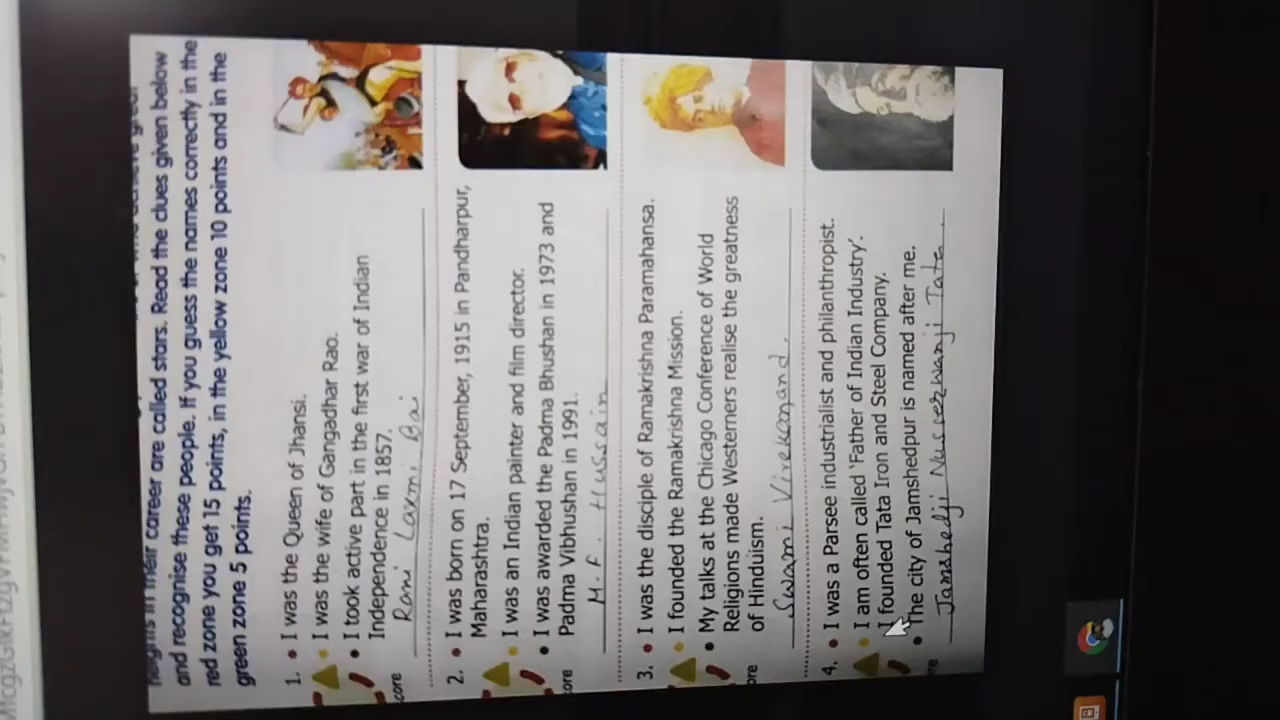 heights in their career are called stars. Read the clues given below
and recognise these people. If you guess the names correctly in the
red zone you get 15 points, in the yellow zone 10 points and in the
green zone 5 points.
1. • I was the Queen of Jhansi.
• I was the wife of Gangadhar Rao.
• I took active part in the first war of Indian
Independence in 1857.
core
Rani Laxmi Bai
2. • I was born on 17 September, 1915 in Pandharpur,
Maharashtra.
• I was an Indian painter and film director.
• I was awarded the Padma Bhushan in 1973 and
Padma Vibhushan in 1991.
ore
M.F. Hussain
3. • I was the disciple of Ramakrishna Paramahansa.
• I founded the Ramakrishna Mission.
• My talks at the Chicago Conference of World
Religions made Westerners realise the greatness
of Hinduism.
ore
Swami Vivekanand.
4. • I was a Parsee industrialist and philanthropist.
• I am often called 'Father of Indian Industry'.
I founded Tata Iron and Steel Company.
• The city of Jamshedpur is named after me.
re
Jamshedji Nusserwanji Tata.